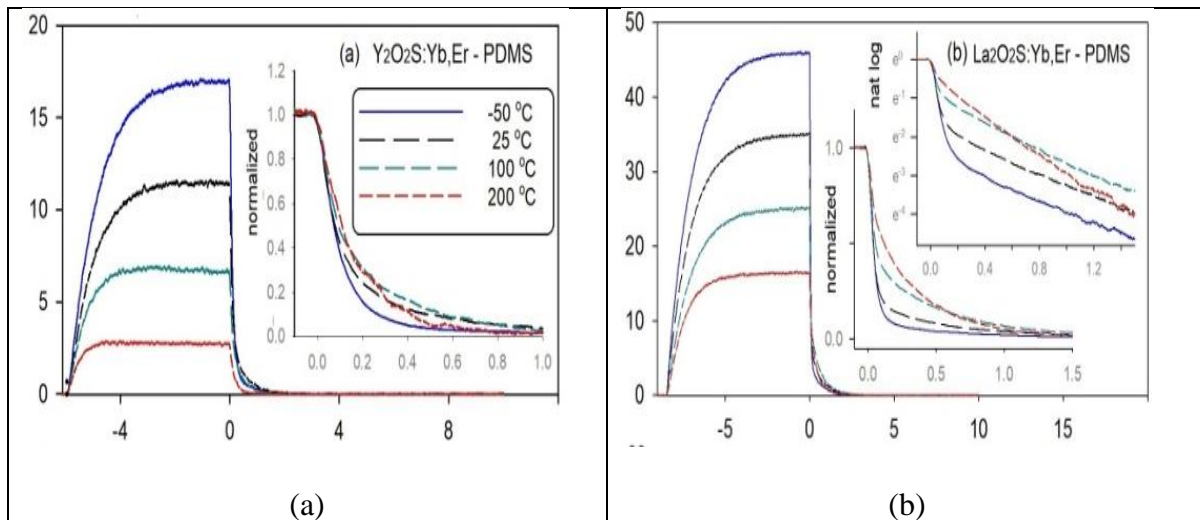 20
15
10
5
0
-4
0
4
8
(a) Y2O2S:Yb,Er - PDMS
1.2
1.0
0.8
0.6
0.4
0.2
0.0
normalized
-50 ºC
25 ºC
100 ºC
200 ºC
0.0 0.2 0.4 0.6 0.8 1.0
(a)
50
40
30
20
10
0
-5
0
5
10
15
(b) La2O2S:Yb,Er - PDMS
nat log
e⁰
e⁻¹
e⁻²
e⁻³
e⁻⁴
0.0 0.4 0.8 1.2
normalized
1.0
0.0
0.0 0.5 1.0 1.5
(b)